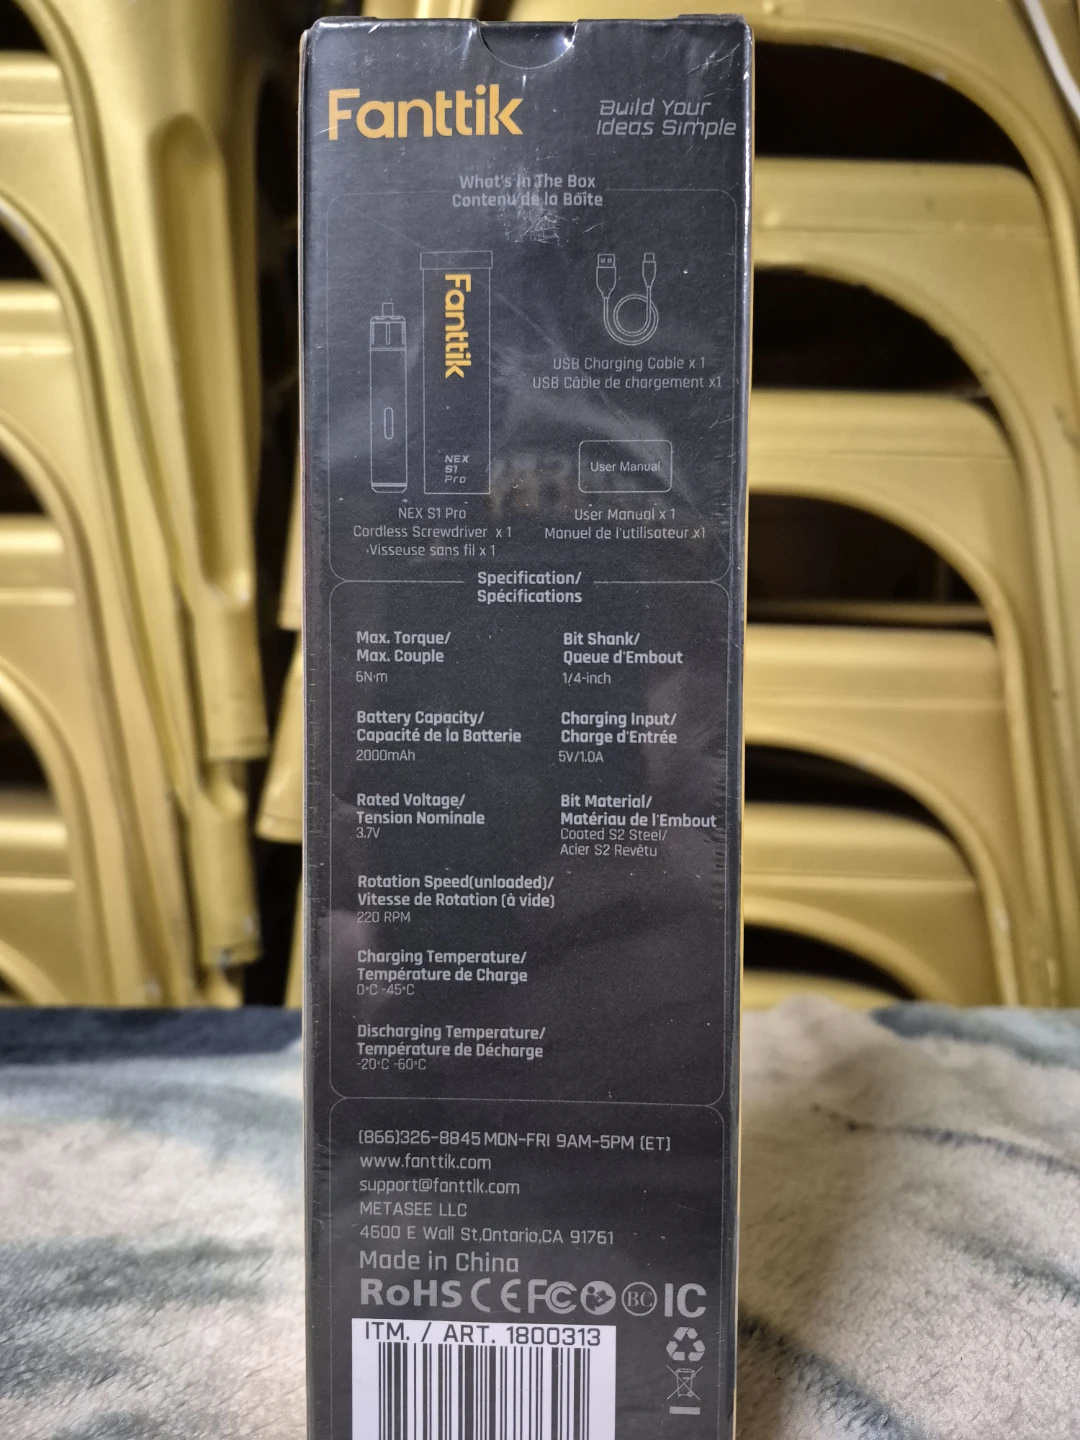 Fanttik
Build Your
Ideas Simple
What's In The Box
Contenu de la Boîte
Fanttik
NEX
S1
Pro
NEX S1 Pro
Cordless Screwdriver x 1
Visseuse sans fil x 1
USB Charging Cable x 1
USB Câble de chargement x1
User Manual
User Manual x 1
Manuel de l'utilisateur x1
Specification/
Spécifications
Max. Torque/
Max. Couple
6N·m
Bit Shank/
Queue d'Embout
1/4-inch
Battery Capacity/
Capacité de la Batterie
2000mAh
Charging Input/
Charge d'Entrée
5V/1.0A
Rated Voltage/
Tension Nominale
3.7V
Bit Material/
Matériau de l'Embout
Coated S2 Steel/
Acier S2 Revêtu
Rotation Speed(unloaded)/
Vitesse de Rotation (à vide)
220 RPM
Charging Temperature/
Température de Charge
0°C -45°C
Discharging Temperature/
Température de Décharge
-20°C -60°C
(866)326-8845 MON-FRI 9AM-5PM (ET)
www.fanttik.com
support@fanttik.com
METASEE LLC
4600 E Wall St,Ontario,CA 91761
Made in China
RoHS CE FC BC IC
ITM. / ART. 1800313